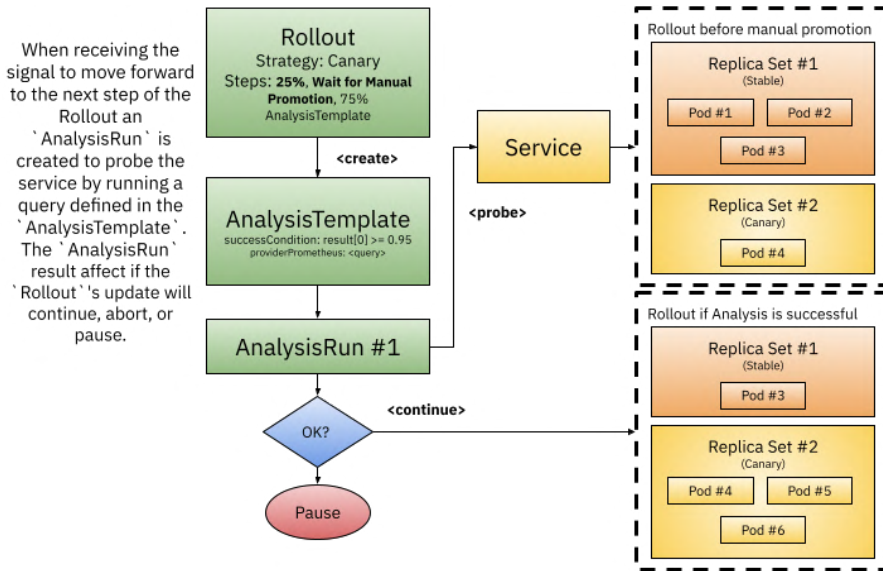 When receiving the
signal to move forward
to the next step of the
Rollout an
`AnalysisRun` is
created to probe the
service by running a
query defined in the
`AnalysisTemplate`.
The `AnalysisRun`
result affect if the
`Rollout`'s update will
continue, abort, or
pause.
Rollout
Strategy: Canary
Steps: 25%, Wait for Manual
Promotion, 75%
AnalysisTemplate
<create>
AnalysisTemplate
successCondition: result[0] >= 0.95
providerPrometheus: <query>
AnalysisRun #1
OK?
Pause
<continue>
Service
<probe>
Rollout before manual promotion
Replica Set #1
(Stable)
Pod #1
Pod #2
Pod #3
Replica Set #2
(Canary)
Pod #4
Rollout if Analysis is successful
Replica Set #1
(Stable)
Pod #3
Replica Set #2
(Canary)
Pod #4
Pod #5
Pod #6